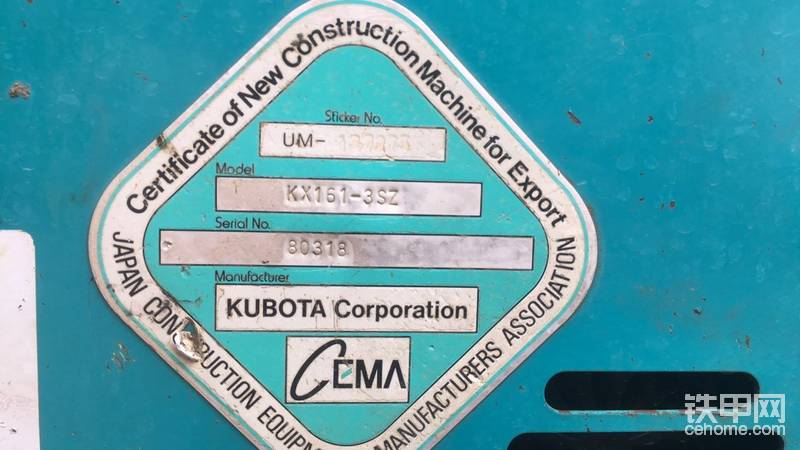 Certificate of New Construction Machine for Export
Sticker No.
UM-
Model
KX161-3SZ
Serial No.
80318
Manufacturer
KUBOTA Corporation
CEMA
JAPAN CONSTRUCTION EQUIPM MANUFACTURERS ASSOCIATION
铁甲网
cehome.com